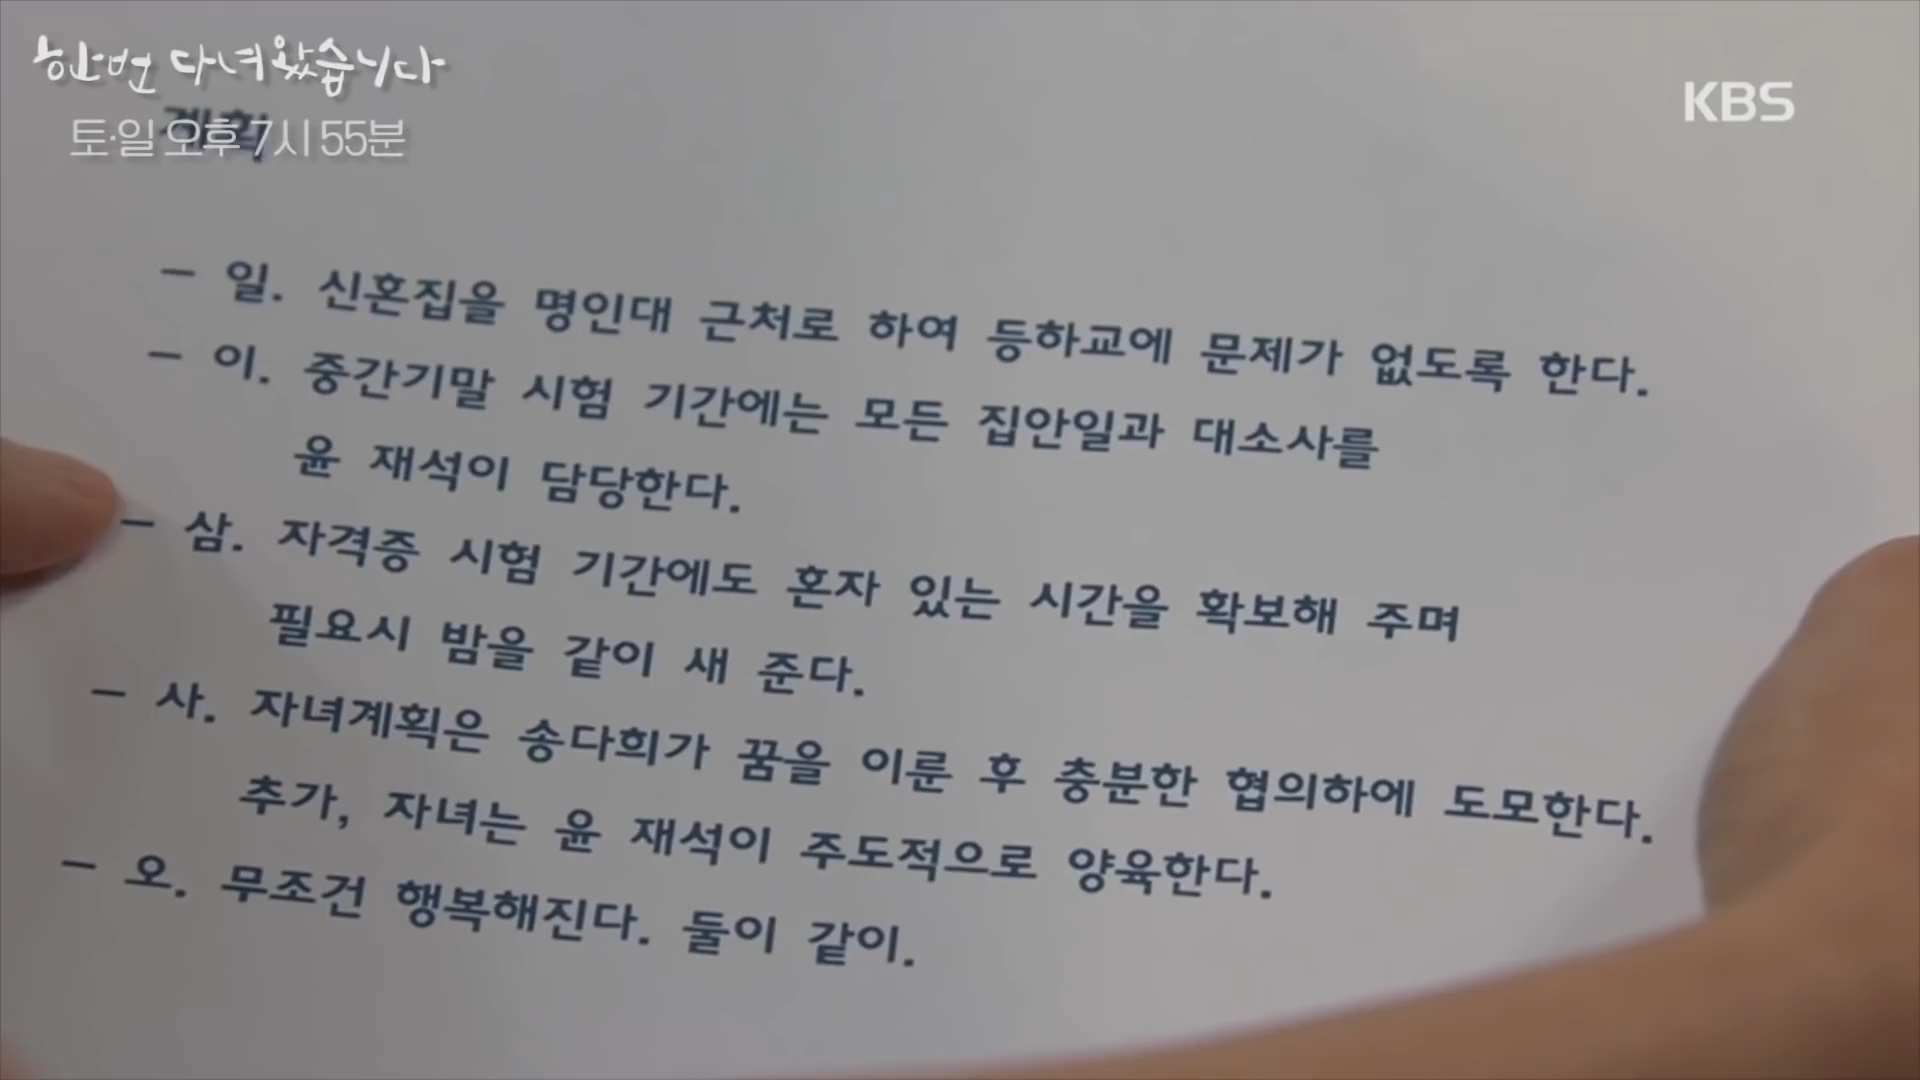 한번 다녀왔습니다
토·일 오후 7시 55분
KBS
계획
- 일. 신혼집을 명인대 근처로 하여 등하교에 문제가 없도록 한다.
- 이. 중간기말 시험 기간에는 모든 집안일과 대소사를
윤 재석이 담당한다.
- 삼. 자격증 시험 기간에도 혼자 있는 시간을 확보해 주며
필요시 밤을 같이 새 준다.
- 사. 자녀계획은 송다희가 꿈을 이룬 후 충분한 협의하에 도모한다.
추가, 자녀는 윤 재석이 주도적으로 양육한다.
- 오. 무조건 행복해진다. 둘이 같이.